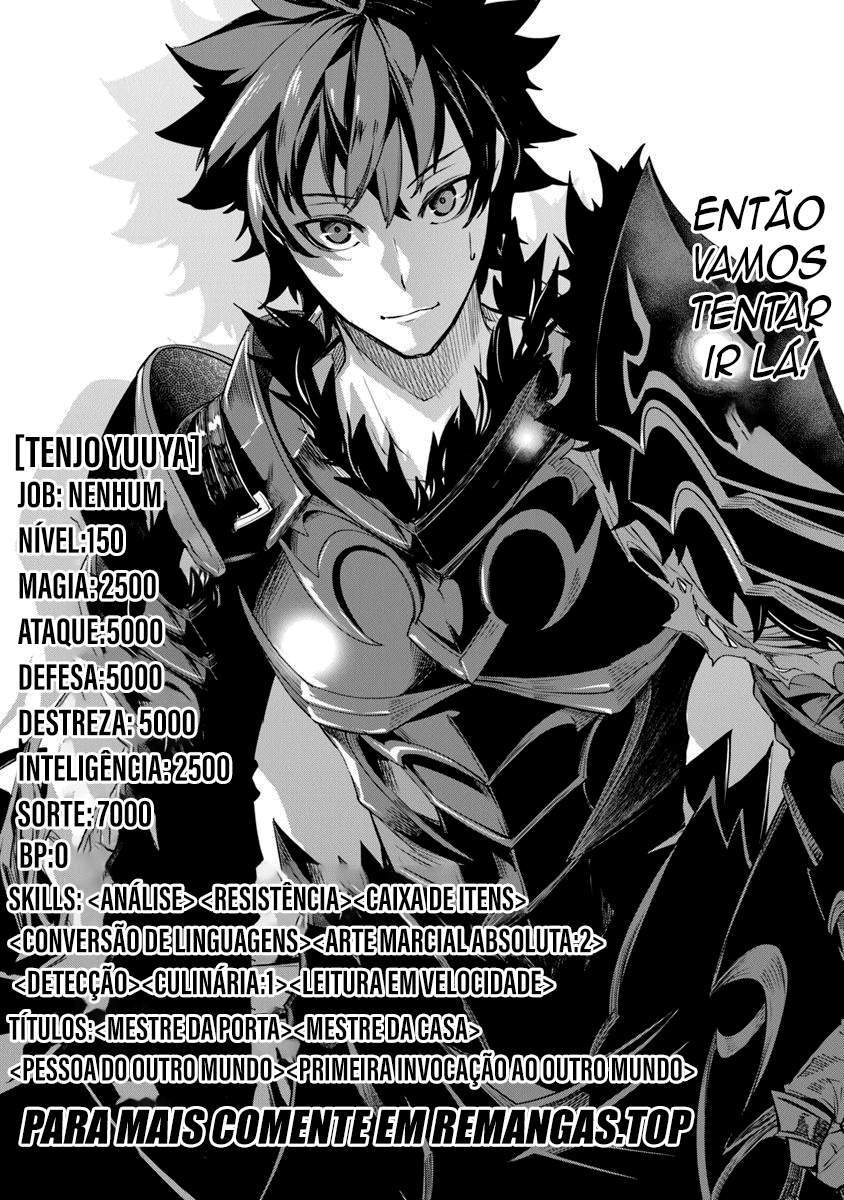 ENTÃO
VAMOS
TENTAR
IR LÁ!
[TENJO YUUYA]
JOB: NENHUM
NÍVEL:150
MAGIA: 2500
ATAQUE:5000
DEFESA:5000
DESTREZA: 5000
INTELIGÊNCIA: 2500
SORTE: 7000
BP:0
SKILLS: <ANÁLISE><RESISTÊNCIA><CAIXA DE ITENS>
<CONVERSÃO DE LINGUAGENS><ARTE MARCIAL ABSOLUTA:2>
<DETECÇÃO><CULINÁRIA:1><LEITURA EM VELOCIDADE>
TÍTULOS:<MESTRE DA PORTA><MESTRE DA CASA>
<PESSOA DO OUTRO MUNDO><PRIMEIRA INVOCAÇÃO AO OUTRO MUNDO>
PARA MAIS COMENTE EM REMANGAS.TOP